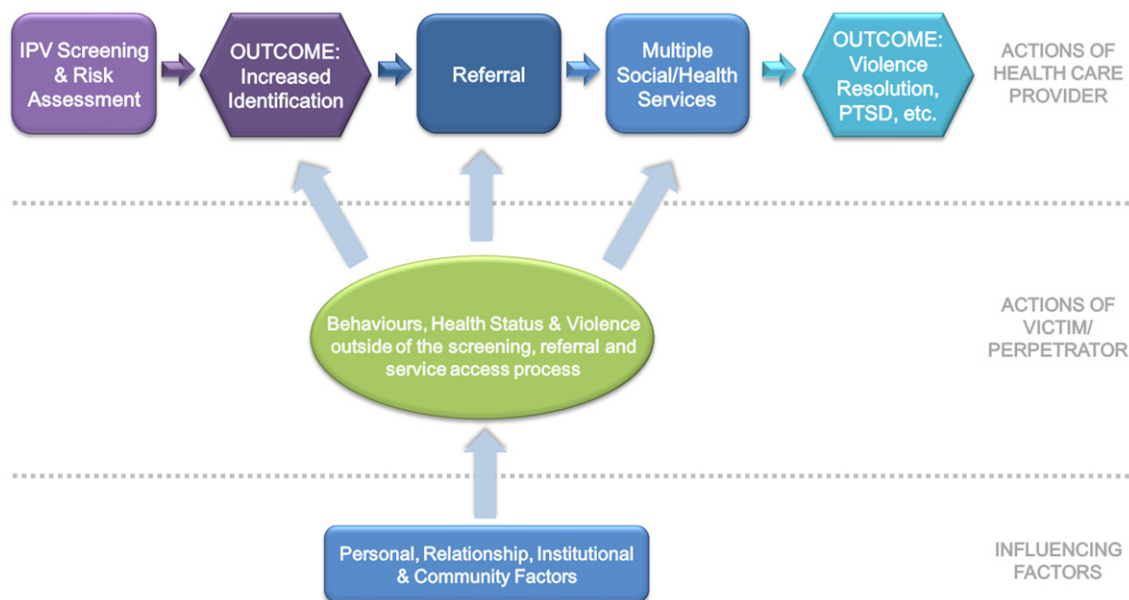 IPV Screening
& Risk
Assessment
OUTCOME:
Increased
Identification
Referral
Multiple
Social/Health
Services
OUTCOME:
Violence
Resolution,
PTSD, etc.
ACTIONS OF
HEALTH CARE
PROVIDER
Behaviours, Health Status & Violence
outside of the screening, referral and
service access process
ACTIONS OF
VICTIM/
PERPETRATOR
Personal, Relationship, Institutional
& Community Factors
INFLUENCING
FACTORS